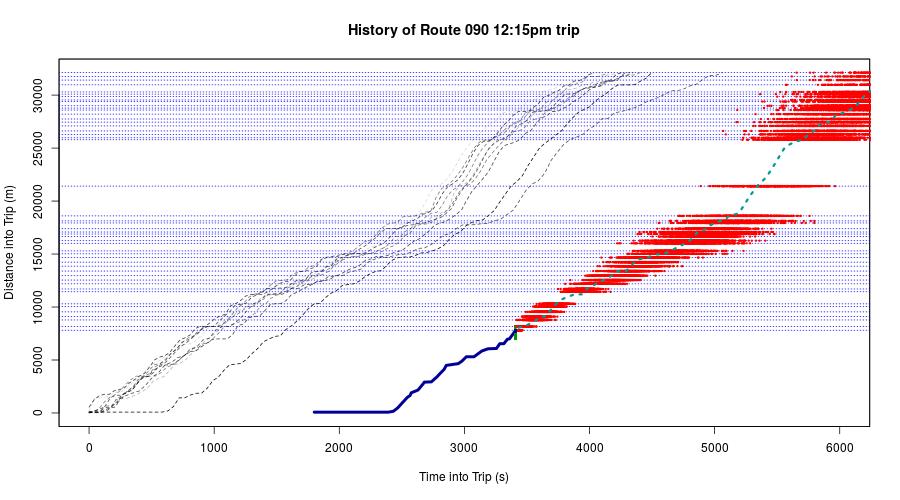 History of Route 090 12:15pm trip
Distance into Trip (m)
30000
25000
20000
15000
10000
5000
0
0 1000 2000 3000 4000 5000 6000
Time into Trip (s)